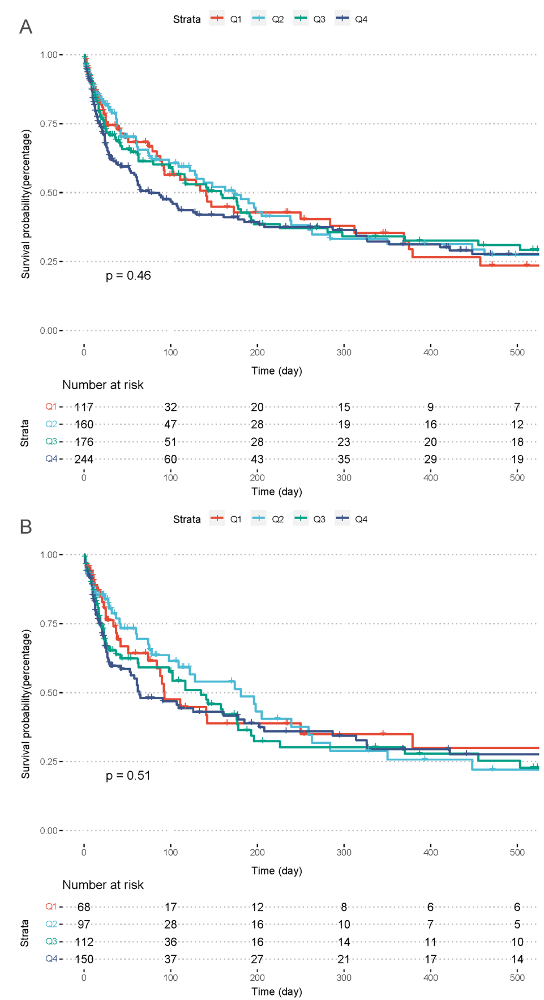 A
Strata Q1 Q2 Q3 Q4
Survival probability(percentage)
1.00
0.75
0.50
0.25
0.00
p = 0.46
0 100 200 300 400 500
Time (day)
Number at risk
Strata
Q1 117 32 20 15 9 7
Q2 160 47 28 19 16 12
Q3 176 51 28 23 20 18
Q4 244 60 43 35 29 19
0 100 200 300 400 500
Time (day)
B
Strata Q1 Q2 Q3 Q4
Survival probability(percentage)
1.00
0.75
0.50
0.25
0.00
p = 0.51
0 100 200 300 400 500
Time (day)
Number at risk
Strata
Q1 68 17 12 8 6 6
Q2 97 28 16 10 7 5
Q3 112 36 16 14 11 10
Q4 150 37 27 21 17 14
0 100 200 300 400 500
Time (day)